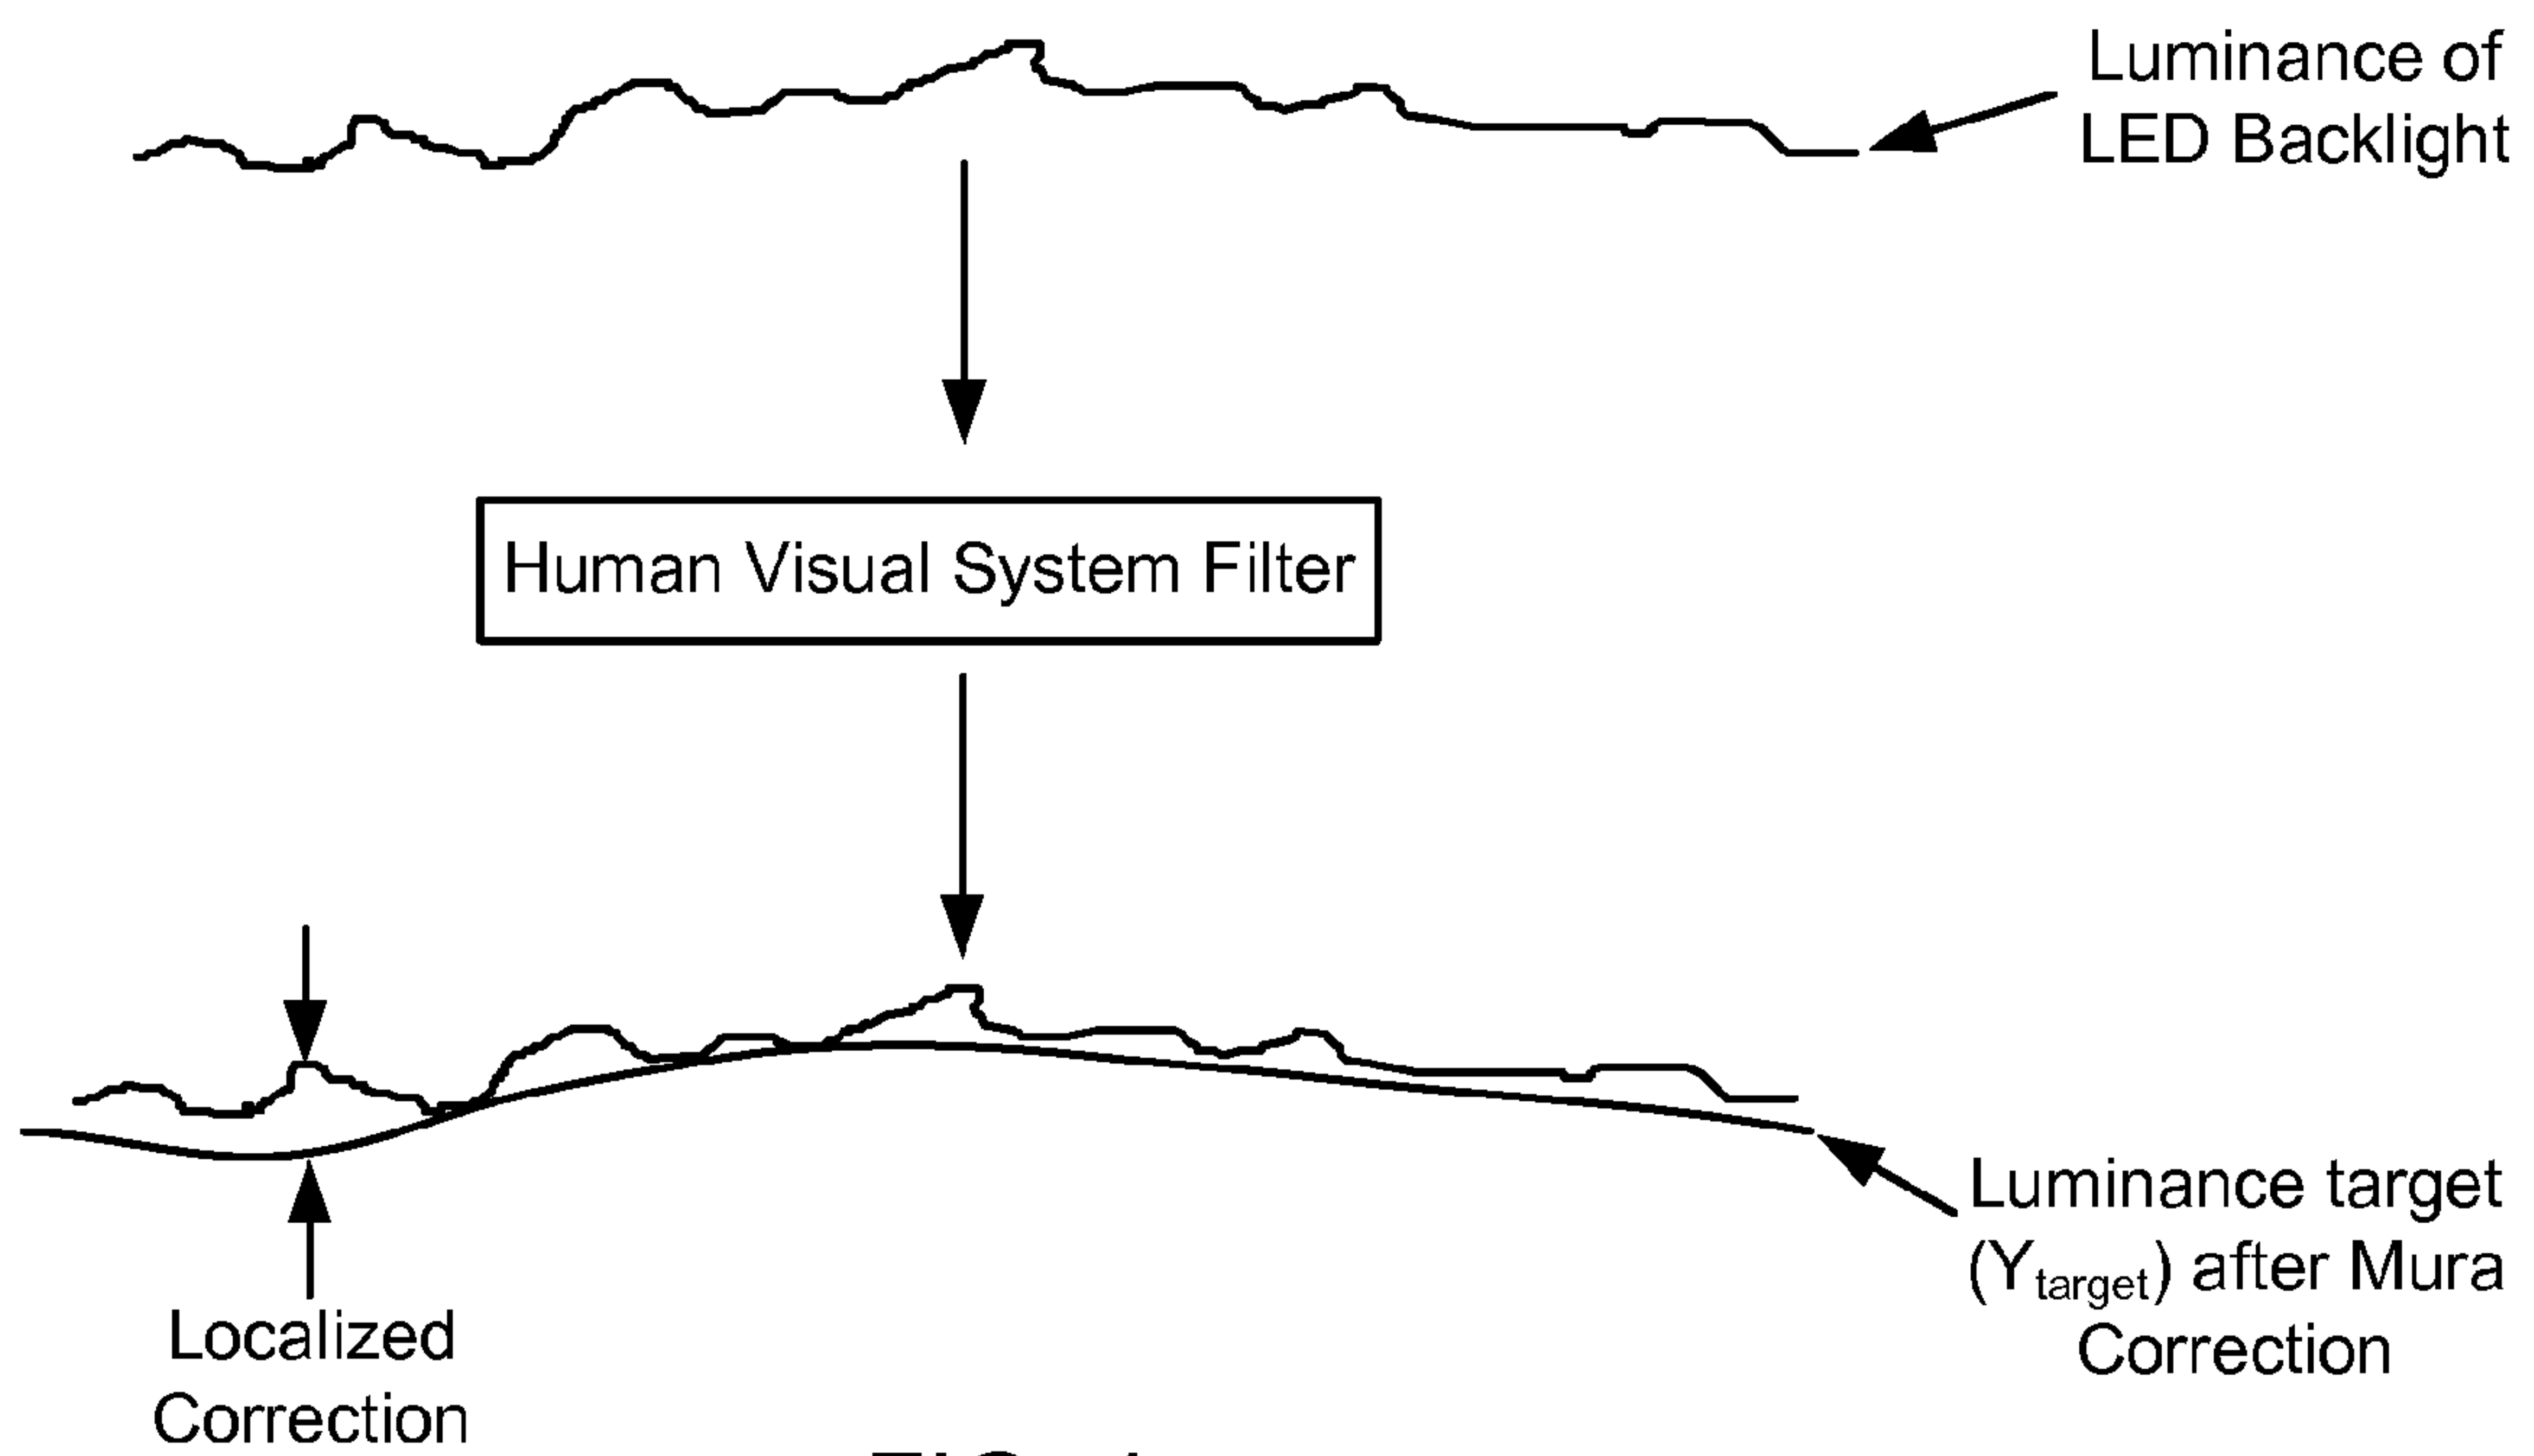 Luminance of
LED Backlight
Human Visual System Filter
Luminance target
(Ytarget) after Mura
Correction
Localized
Correction